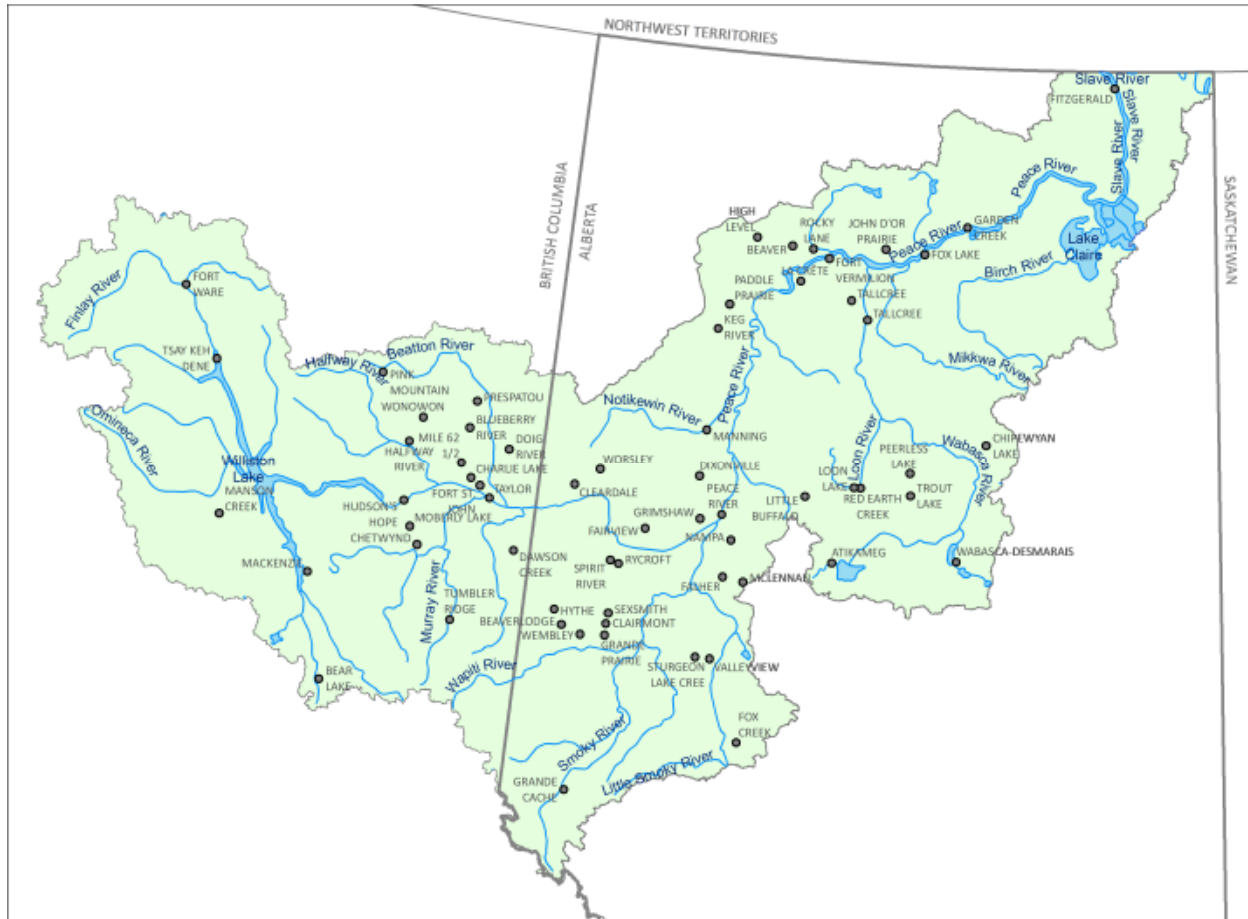 NORTHWEST TERRITORIES
BRITISH COLUMBIA
ALBERTA
SASKATCHEWAN
Slave River
FITZGERALD
Slave River
Slave River
Peace River
Lake
Claire
Birch River
GARDEN
CREEK
FOX LAKE
Peace River
JOHN D'OR
PRAIRIE
ROCKY
LANE
HIGH
LEVEL
BEAVER
FORT
VERMILION
LA CRETE
PADDLE
PRAIRIE
TALLCREE
TALLCREE
KEG
RIVER
Mikkwa River
Peace River
Finlay River
FORT
WARE
TSAY KEH
DENE
Omineca River
Williston
Lake
MANSON
CREEK
MACKENZIE
BEAR
LAKE
Halfway River
Beatton River
PINK
MOUNTAIN
WONOWON
PRESPATOU
BLUEBERRY
RIVER
MILE 62
1/2
HALFWAY
RIVER
DOIG
RIVER
CHARLIE LAKE
TAYLOR
FORT ST.
JOHN
HUDSON'S
HOPE
MOBERLY LAKE
CHETWYND
DAWSON
CREEK
Murray River
TUMBLER
RIDGE
Notikewin River
MANNING
WORSLEY
CLEARDALE
DIXONVILLE
PEACE
RIVER
GRIMSHAW
FAIRVIEW
NAMPA
SPIRIT
RIVER
RYCROFT
FALHER
MCLENNAN
HYTHE
BEAVERLODGE
WEMBLEY
SEXSMITH
CLAIRMONT
GRANDE
PRAIRIE
Wapiti River
STURGEON
LAKE CREE
VALLEYVIEW
FOX
CREEK
Smoky River
Little Smoky River
GRANDE
CACHE
Loon River
PEERLESS
LAKE
Wabasca River
CHIPEWYAN
LAKE
LOON
LAKE
RED EARTH
CREEK
TROUT
LAKE
LITTLE
BUFFALO
ATIKAMEG
WABASCA-DESMARAIS